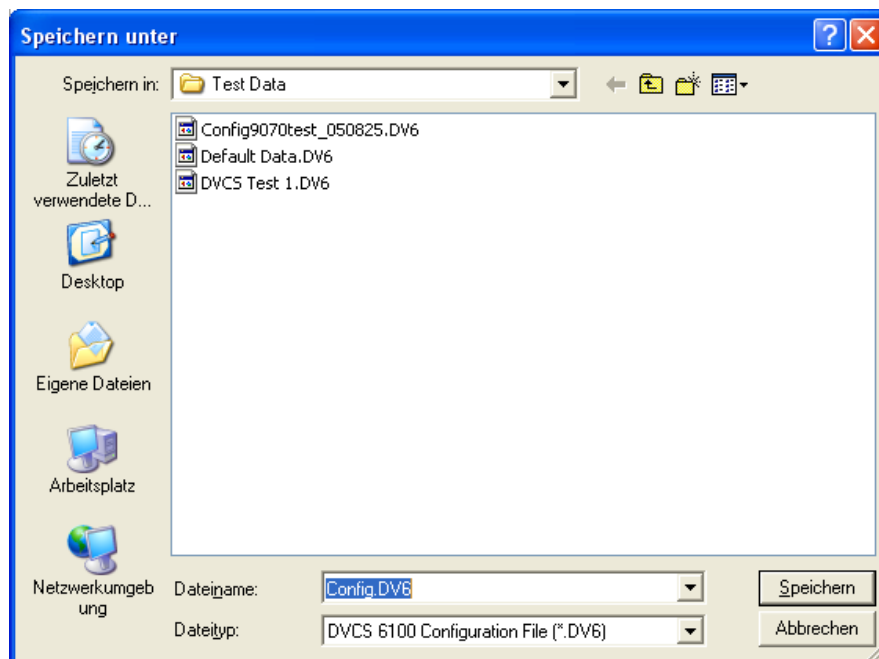 Speichern unter
Speichern in:
Test Data
Config9070test_050825.DV6
Default Data.DV6
DVCS Test 1.DV6
Zuletzt
verwendete D...
Desktop
Eigene Dateien
Arbeitsplatz
Netzwerkumgeb
ung
Dateiname:
Config.DV6
Speichern
Dateityp:
DVCS 6100 Configuration File (*.DV6)
Abbrechen